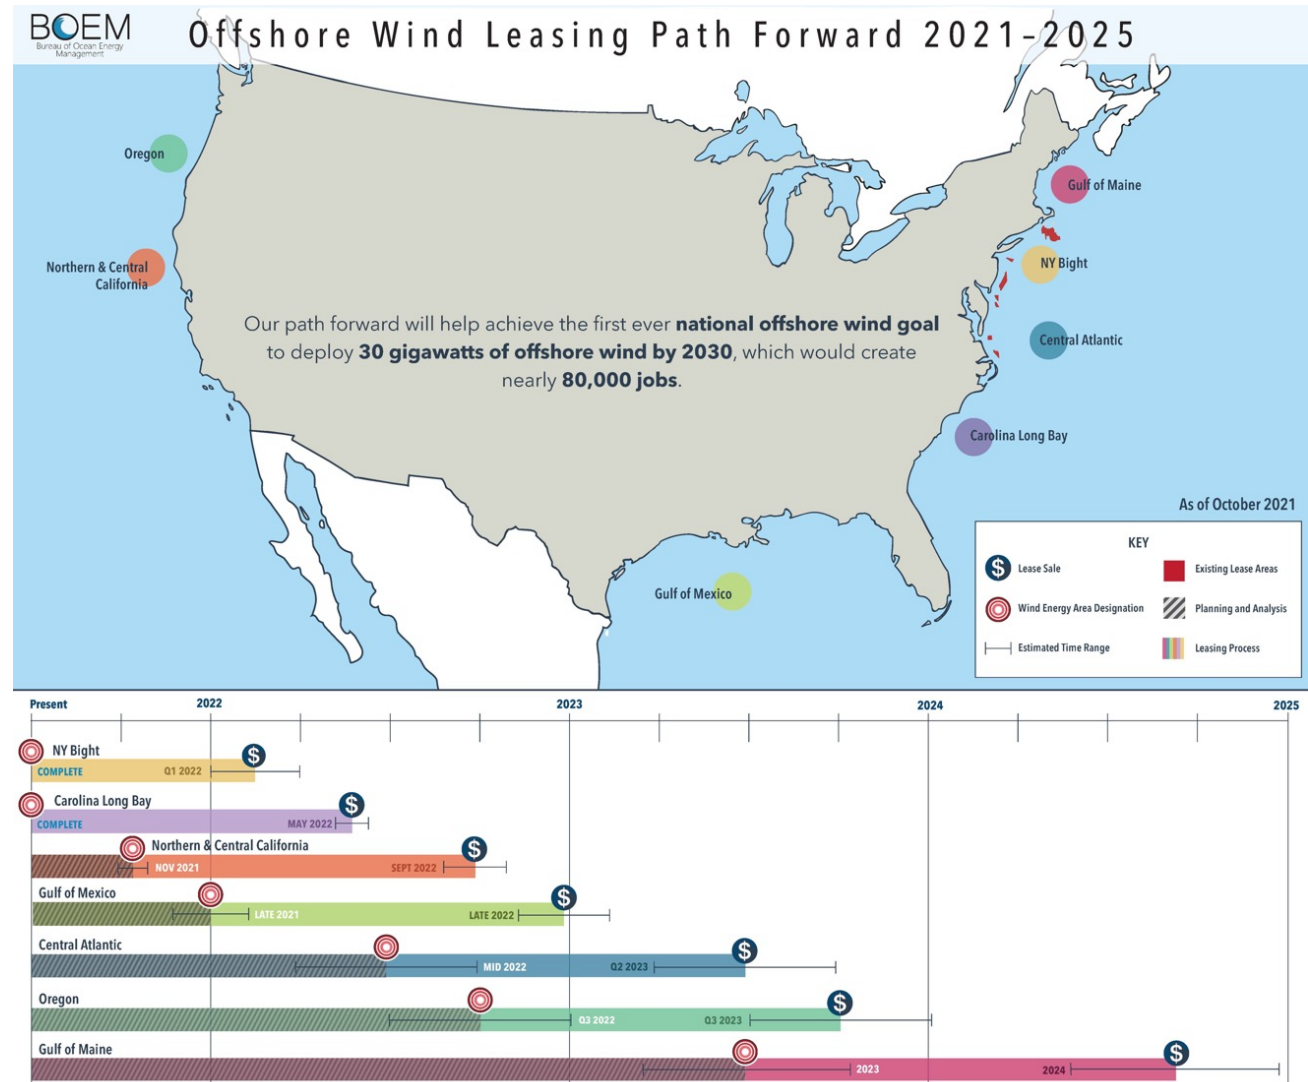 BOEM
Bureau of Ocean Energy
Management
Offshore Wind Leasing Path Forward 2021–2025
Oregon
Gulf of Maine
NY Bight
Northern & Central
California
Our path forward will help achieve the first ever national offshore wind goal
to deploy 30 gigawatts of offshore wind by 2030, which would create
nearly 80,000 jobs.
Central Atlantic
Carolina Long Bay
As of October 2021
Gulf of Mexico
KEY
$ Lease Sale
Existing Lease Areas
Wind Energy Area Designation
Planning and Analysis
Estimated Time Range
Leasing Process
Present 2022 2023 2024 2025
NY Bight $
COMPLETE Q1 2022
Carolina Long Bay $
COMPLETE MAY 2022
Northern & Central California $
NOV 2021 SEPT 2022
Gulf of Mexico $
LATE 2021 LATE 2022
Central Atlantic $
MID 2022 Q2 2023
Oregon $
Q3 2022 Q3 2023
Gulf of Maine $
2023 2024